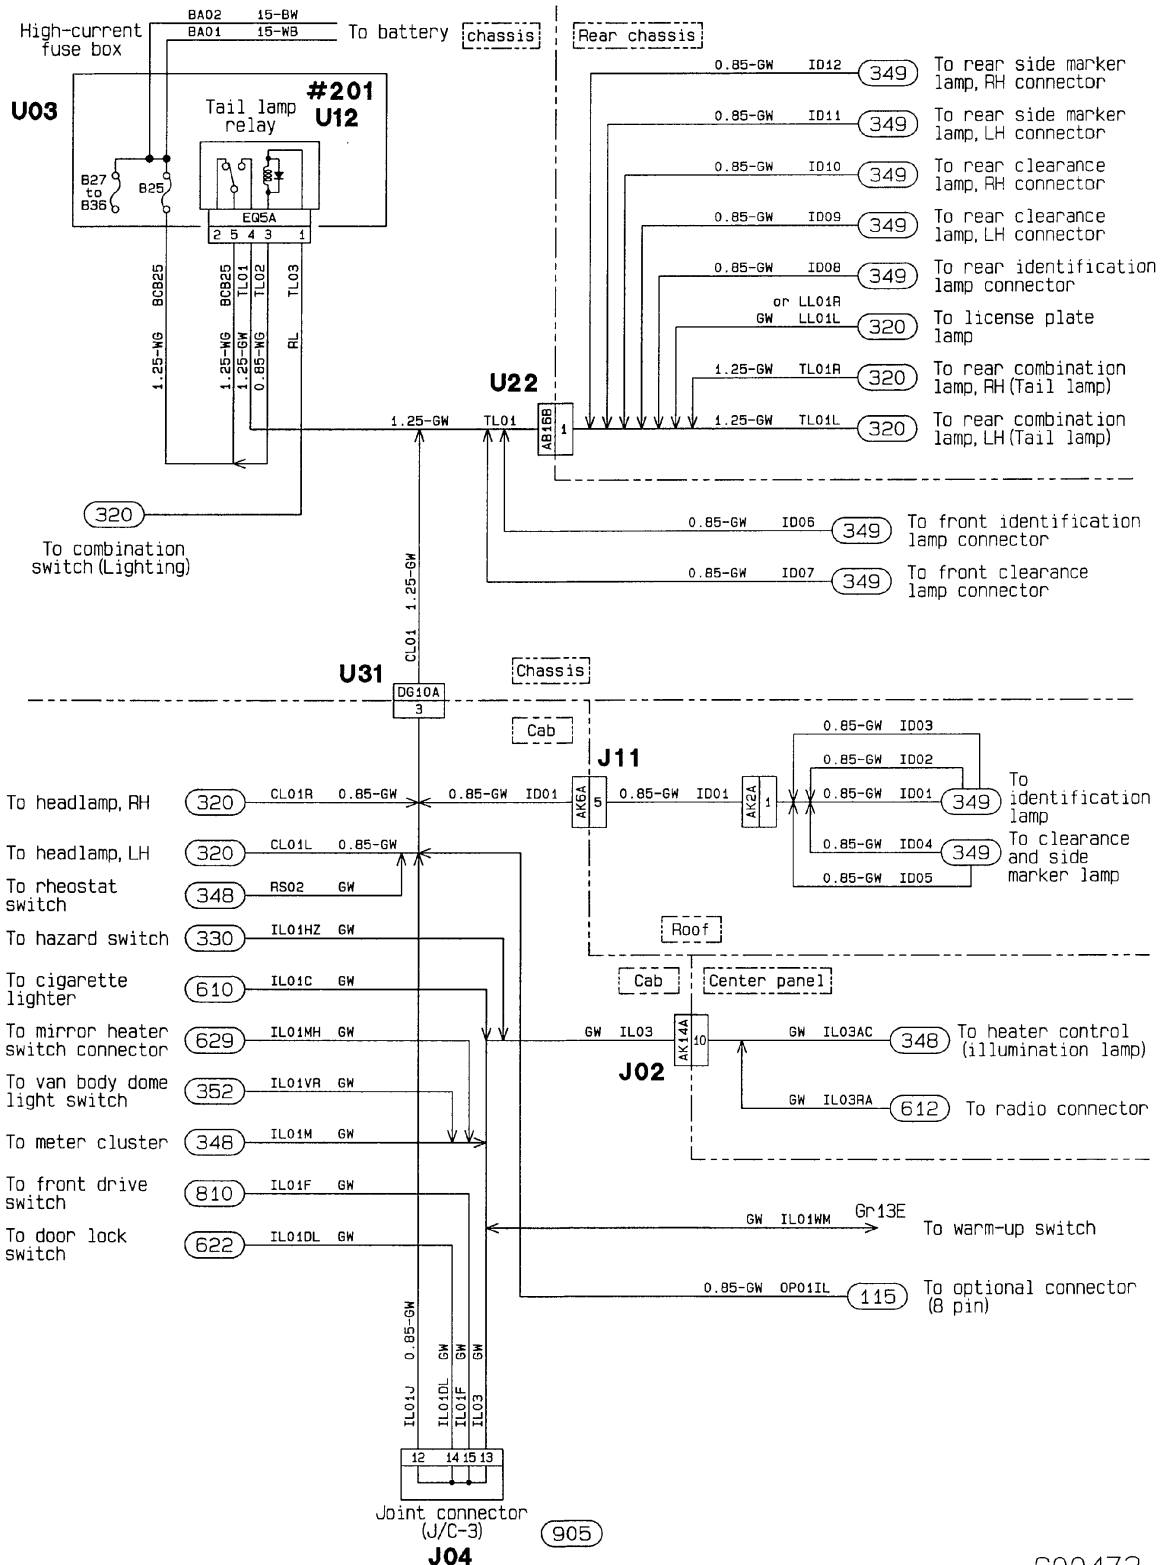 BA02 15-BW
High-current
fuse box
BA01 15-WB
To battery
chassis
Rear chassis
U03
#201
U12
Tail lamp
relay
B27
to
B36
B25
EQ5A
2 5 4 3 1
BCB25
BCB25
TL01
TL02
TL03
1.25-WG
1.25-WG
1.25-GW
0.85-WG
RL
0.85-GW ID12
349
To rear side marker
lamp, RH connector
0.85-GW ID11
349
To rear side marker
lamp, LH connector
0.85-GW ID10
349
To rear clearance
lamp, RH connector
0.85-GW ID09
349
To rear clearance
lamp, LH connector
0.85-GW ID08
349
To rear identification
lamp connector
or LL01R
GW LL01L
320
To license plate
lamp
1.25-GW TL01R
320
To rear combination
lamp, RH (Tail lamp)
U22
1.25-GW TL01
AB16B
1
1.25-GW TL01L
320
To rear combination
lamp, LH (Tail lamp)
320
To combination
switch (Lighting)
0.85-GW ID06
349
To front identification
lamp connector
0.85-GW ID07
349
To front clearance
lamp connector
CL01 1.25-GW
U31
DG10A
3
Chassis
Cab
J11
0.85-GW ID03
0.85-GW ID02
To headlamp, RH
320
CL01R 0.85-GW
0.85-GW ID01
AK6A
5
0.85-GW ID01
AK2A
1
0.85-GW ID01
349
To
identification
lamp
To headlamp, LH
320
CL01L 0.85-GW
0.85-GW ID04
349
To clearance
and side
marker lamp
0.85-GW ID05
To rheostat
switch
348
RS02 GW
To hazard switch
330
IL01HZ GW
Roof
Cab
Center panel
To cigarette
lighter
610
IL01C GW
To mirror heater
switch connector
629
IL01MH GW
GW IL03
AK14A
10
J02
GW IL03AC
348
To heater control
(illumination lamp)
To van body dome
light switch
352
IL01VR GW
GW IL03RA
612
To radio connector
To meter cluster
348
IL01M GW
To front drive
switch
810
IL01F GW
GW IL01WM
Gr13E
To warm-up switch
To door lock
switch
622
IL01DL GW
0.85-GW OP01IL
115
To optional connector
(8 pin)
IL01J 0.85-GW
IL01DL GW
IL01F GW
IL03 GW
12 14 15 13
Joint connector
(J/C-3)
J04
905